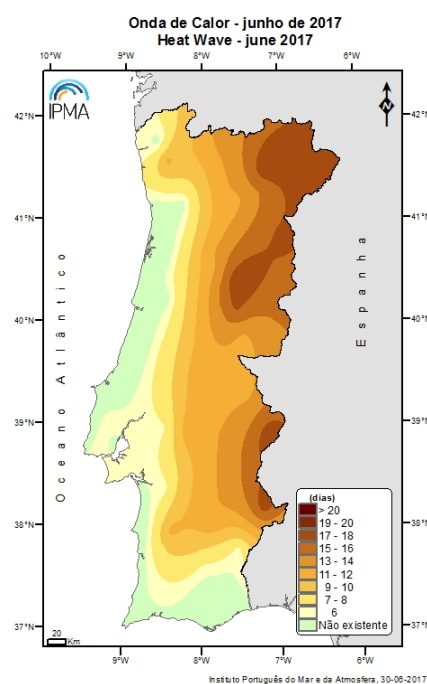 Onda de Calor - junho de 2017
Heat Wave - june 2017
10°W 9°W 8°W 7°W 6°W
IPMA
N
42°N 42°N
41°N 41°N
40°N 40°N
39°N 39°N
38°N 38°N
37°N 37°N
Oceano Atlântico
Espanha
(dias)
> 20
19 - 20
17 - 18
15 - 16
13 - 14
11 - 12
9 - 10
7 - 8
6
Não existente
20
Km
9°W 8°W 7°W 6°W
Instituto Português do Mar e da Atmosfera, 30-06-2017